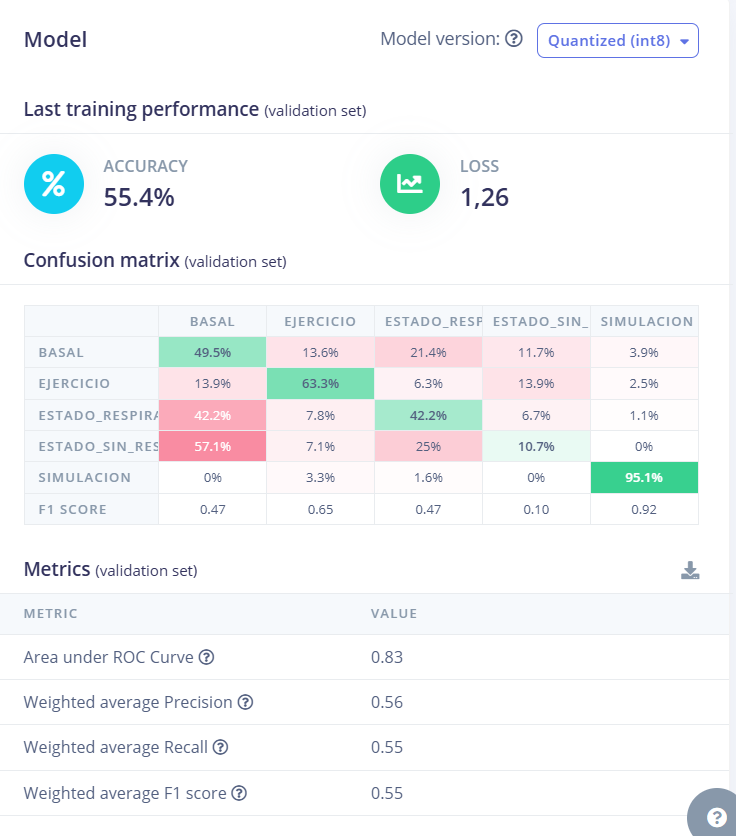 Model
Model version: ? Quantized (int8)
Last training performance (validation set)
% ACCURACY
55.4%
LOSS
1,26
Confusion matrix (validation set)
BASAL EJERCICIO ESTADO_RESP ESTADO_SIN_ SIMULACION
BASAL 49.5% 13.6% 21.4% 11.7% 3.9%
EJERCICIO 13.9% 63.3% 6.3% 13.9% 2.5%
ESTADO_RESPIRA 42.2% 7.8% 42.2% 6.7% 1.1%
ESTADO_SIN_RES 57.1% 7.1% 25% 10.7% 0%
SIMULACION 0% 3.3% 1.6% 0% 95.1%
F1 SCORE 0.47 0.65 0.47 0.10 0.92
Metrics (validation set)
METRIC VALUE
Area under ROC Curve ? 0.83
Weighted average Precision ? 0.56
Weighted average Recall ? 0.55
Weighted average F1 score ? 0.55
?